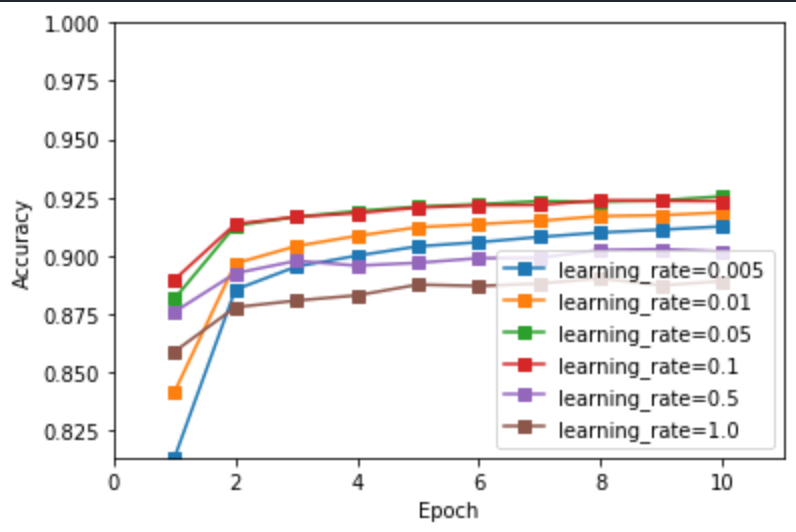 1.000
0.975
0.950
0.925
0.900
0.875
0.850
0.825
Accuracy
learning_rate=0.005
learning_rate=0.01
learning_rate=0.05
learning_rate=0.1
learning_rate=0.5
learning_rate=1.0
0 2 4 6 8 10
Epoch